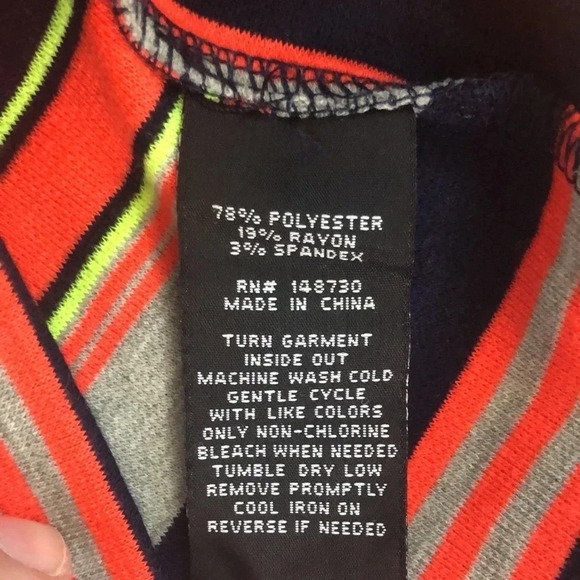 78% POLYESTER
19% RAYON
3% SPANDEX
RN# 148730
MADE IN CHINA
TURN GARMENT
INSIDE OUT
MACHINE WASH COLD
GENTLE CYCLE
WITH LIKE COLORS
ONLY NON-CHLORINE
BLEACH WHEN NEEDED
TUMBLE DRY LOW
REMOVE PROMPTLY
COOL IRON ON
REVERSE IF NEEDED